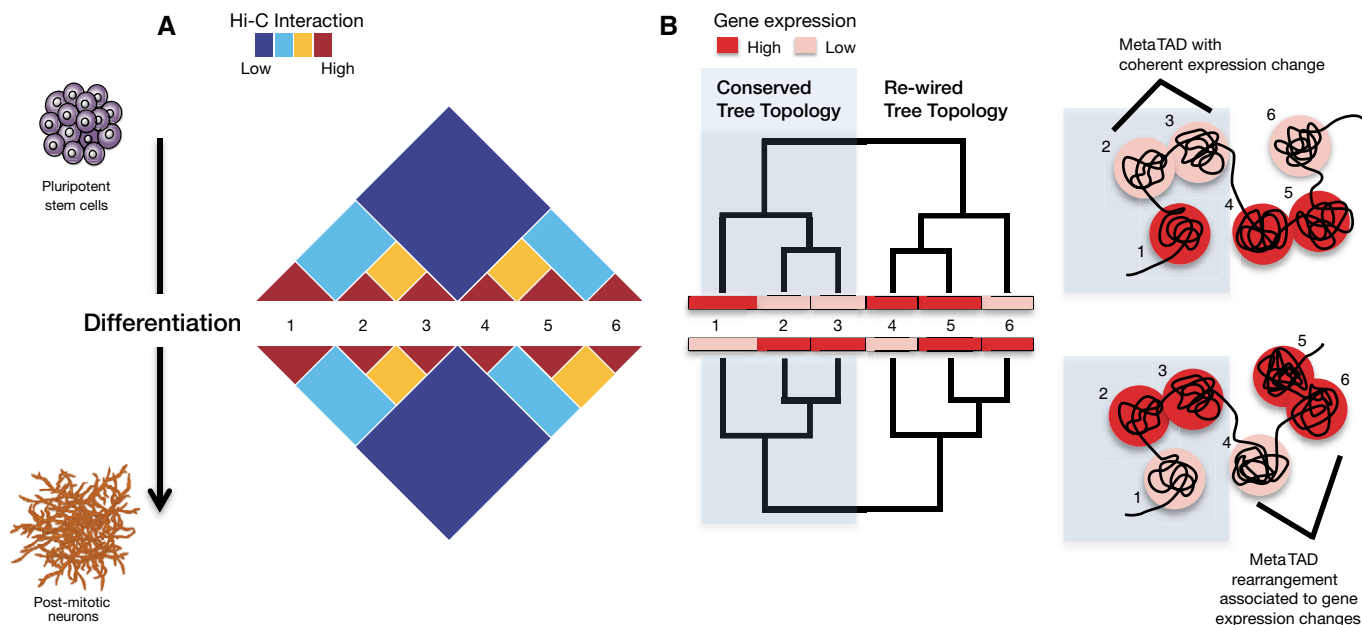 A
Hi-C Interaction
Low
High
Pluripotent
stem cells
Differentiation
1 2 3 4 5 6
Post-mitotic
neurons
B
Gene expression
High
Low
Conserved
Tree Topology
Re-wired
Tree Topology
1 2 3 4 5 6
MetaTAD with
coherent expression change
3
6
2
5
4
1
5
3
6
2
4
1
MetaTAD
rearrangement
associated to gene
expression changes